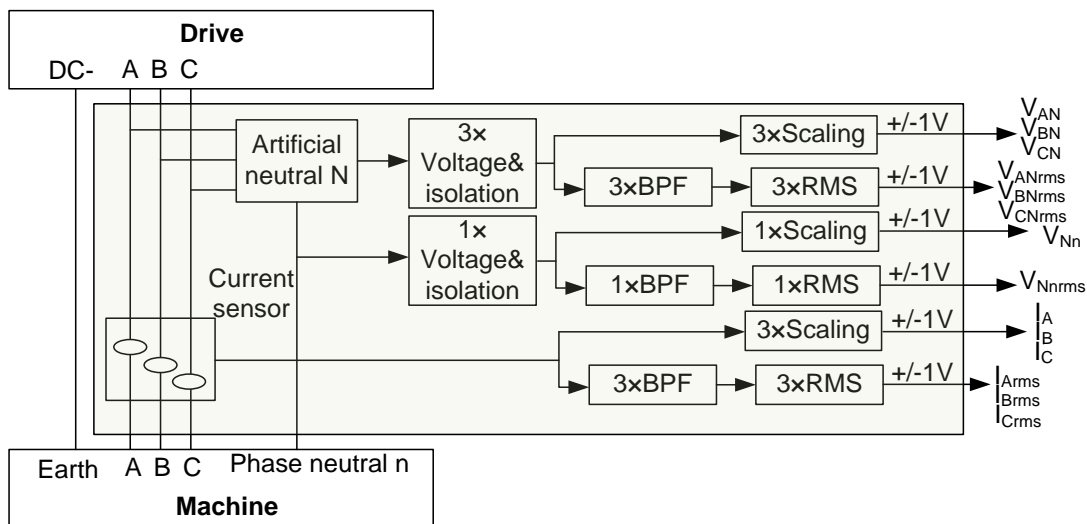 Drive
DC- A B C
Artificial
neutral N
3×
Voltage&
isolation
3×Scaling
+/-1V
V_AN
V_BN
V_CN
3×BPF
3×RMS
+/-1V
V_ANrms
V_BNrms
V_CNrms
1×
Voltage&
isolation
1×Scaling
+/-1V
V_Nn
1×BPF
1×RMS
+/-1V
V_Nnrms
Current
sensor
3×Scaling
+/-1V
I_A
I_B
I_C
3×BPF
3×RMS
+/-1V
I_Arms
I_Brms
I_Crms
Earth A B C Phase neutral n
Machine